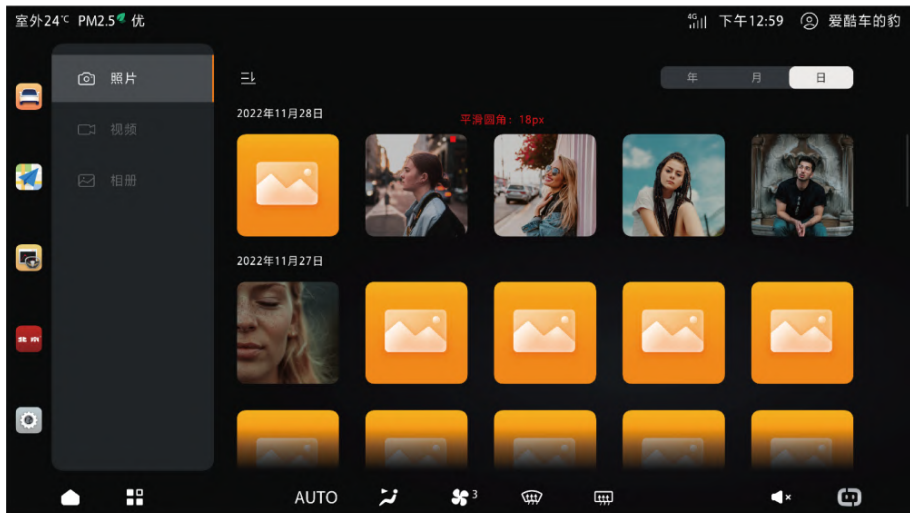 室外24℃ PM2.5 优
4G 下午12:59 爱酷车的豹
照片
视频
相册
年 月 日
2022年11月28日
平滑圆角：18px
2022年11月27日
AUTO
3